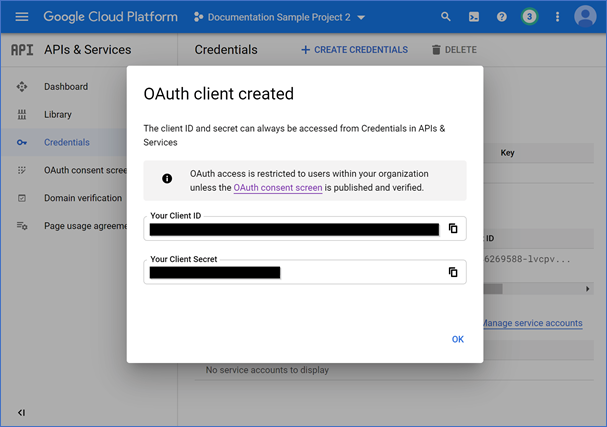 Google Cloud Platform
Documentation Sample Project 2
3
API APIs & Services
Credentials
CREATE CREDENTIALS
DELETE
Dashboard
Library
Credentials
OAuth consent scree
Domain verification
Page usage agreeme
OAuth client created
The client ID and secret can always be accessed from Credentials in APIs &
Services
OAuth access is restricted to users within your organization
unless the OAuth consent screen is published and verified.
Your Client ID
Your Client Secret
OK
Key
ID
6269588-lvcpv...
Manage service accounts
No service accounts to display